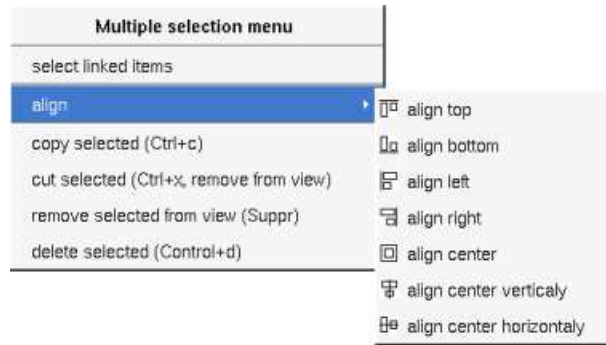 Multiple selection menu
select linked items
align
copy selected (Ctrl+c)
cut selected (Ctrl+x, remove from view)
remove selected from view (Suppr)
delete selected (Control+d)
align top
align bottom
align left
align right
align center
align center verticaly
align center horizontaly